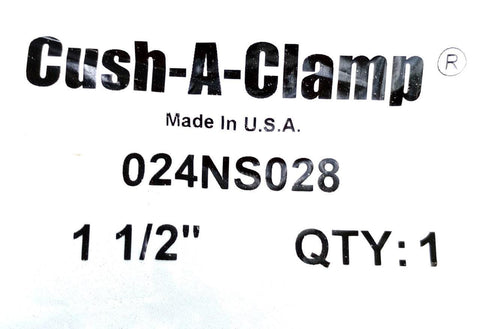 Cush-A-Clamp®
Made In U.S.A.
024NS028
1 1/2" QTY: 1